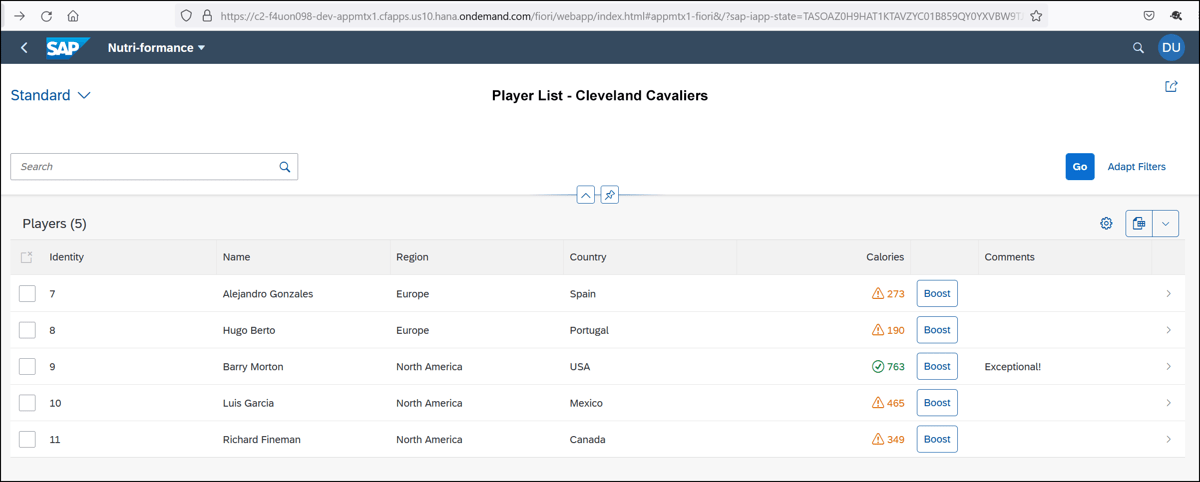 https://c2-f4uon098-dev-appmtx1.cfapps.us10.hana.ondemand.com/fiori/webapp/index.html#appmtx1-fiori&/?sap-iapp-state=TASOAZ0H9HAT1KTAVZYC01B859QY0YXVBW9T
SAP Nutri-formance DU
Standard Player List - Cleveland Cavaliers
Search Go Adapt Filters
Players (5)
Identity Name Region Country Calories Comments
7 Alejandro Gonzales Europe Spain 273 Boost
8 Hugo Berto Europe Portugal 190 Boost
9 Barry Morton North America USA 763 Boost Exceptional!
10 Luis Garcia North America Mexico 465 Boost
11 Richard Fineman North America Canada 349 Boost